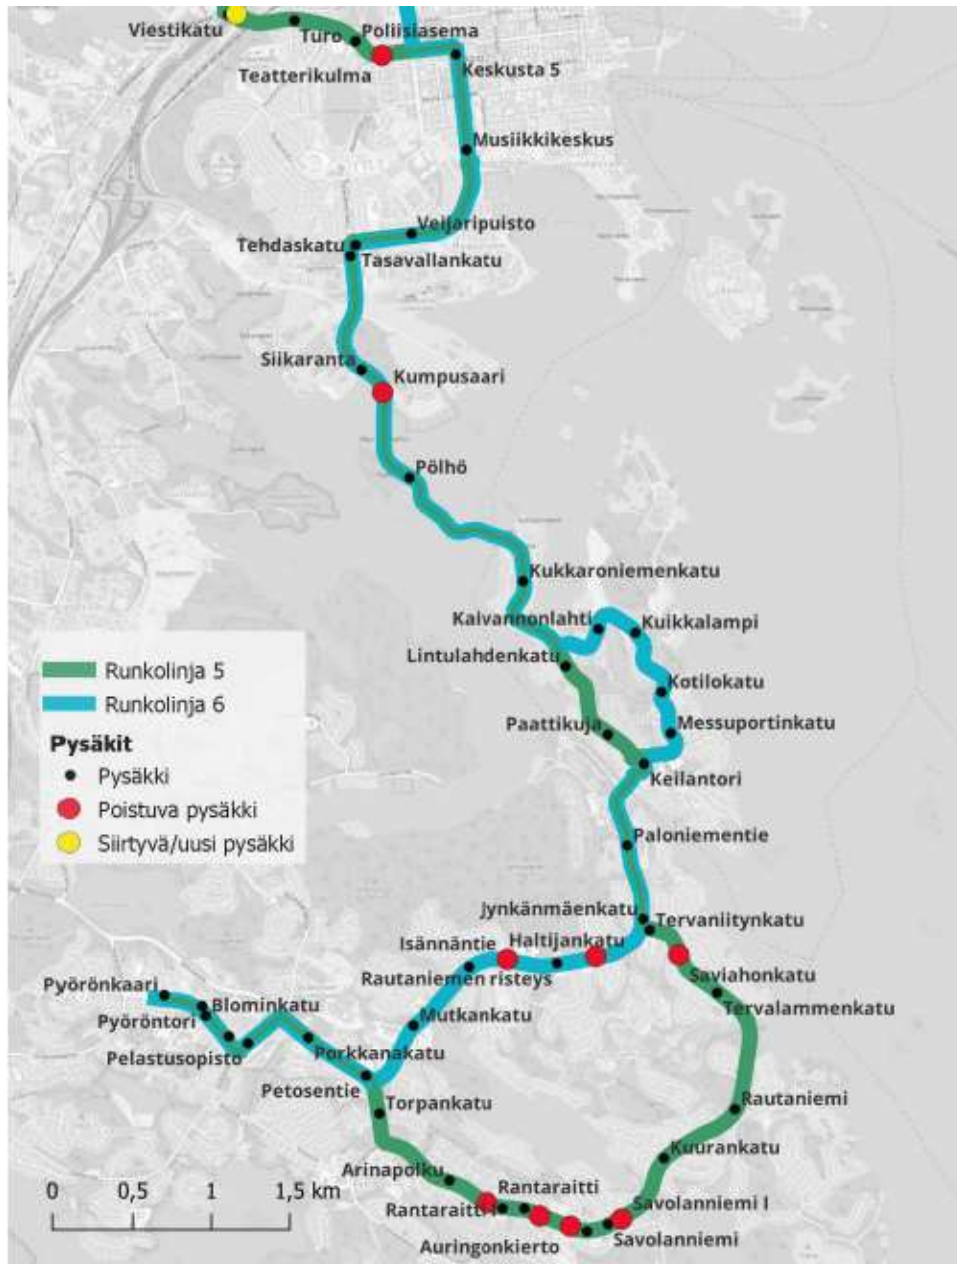 Viestikatu
Turo
Poliisiasema
Teatterikulma
Keskusta 5
Musiikkikeskus
Veijaripuisto
Tehdaskatu
Tasavallankatu
Siikaranta
Kumpusaari
Pölhö
Kukkaroniemenkatu
Kaivannonlahti
Kuikkalampi
Lintulahdenkatu
Kotilokatu
Runkolinja 5
Runkolinja 6
Paattikuja
Messuportinkatu
Pysäkit
Pysäkki
Keilantori
Poistuva pysäkki
Siirtyvä/uusi pysäkki
Paloniementie
Jynkänmäenkatu
Tervaniitynkatu
Isännäntie
Haltijankatu
Rautaniemen risteys
Saviahonkatu
Pyörönkaari
Blominkatu
Tervalammenkatu
Pyöröntori
Mutkankatu
Pelastusopisto
Porkkanakatu
Petosentie
Torpankatu
Rautaniemi
Kuurankatu
Arinapolku
0 0,5 1 1,5 km
Rantaraitti
Rantaraitti I
Savolanniemi I
Auringonkierto
Savolanniemi